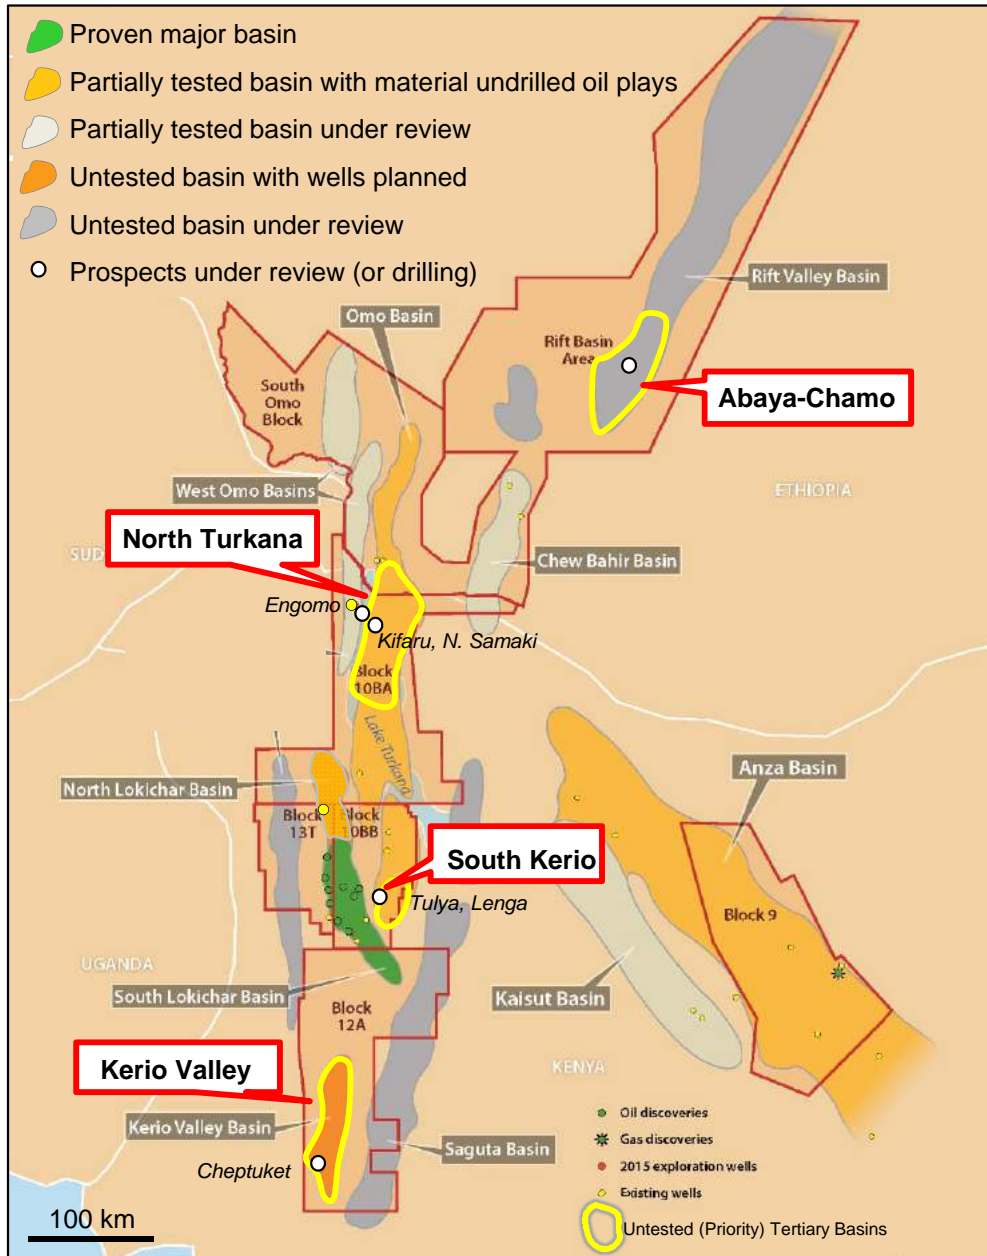 Proven major basin
Partially tested basin with material undrilled oil plays
Partially tested basin under review
Untested basin with wells planned
Untested basin under review
Prospects under review (or drilling)
Rift Valley Basin
Omo Basin
Rift Basin
Area
South
Omo
Block
Abaya-Chamo
West Omo Basins
ETHIOPIA
North Turkana
SUD
Chew Bahir Basin
Engomo
Kifaru, N. Samaki
Block
10BA
Lake Turkana
North Lokichar Basin
Anza Basin
Block
13T
Block
10BB
South Kerio
Tulya, Lenga
Block 9
UGANDA
South Lokichar Basin
Kaisut Basin
Block
12A
Kerio Valley
KENYA
Kerio Valley Basin
Saguta Basin
Cheptuket
Oil discoveries
Gas discoveries
2015 exploration wells
Existing wells
Untested (Priority) Tertiary Basins
100 km